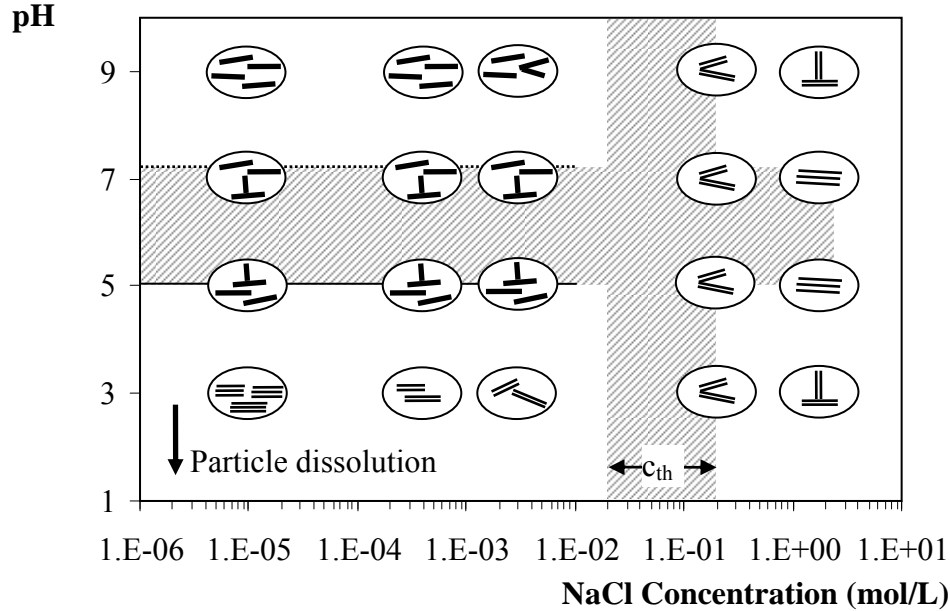 pH
9
7
5
3
Particle dissolution
cth
1
1.E-06 1.E-05 1.E-04 1.E-03 1.E-02 1.E-01 1.E+00 1.E+01
NaCl Concentration (mol/L)